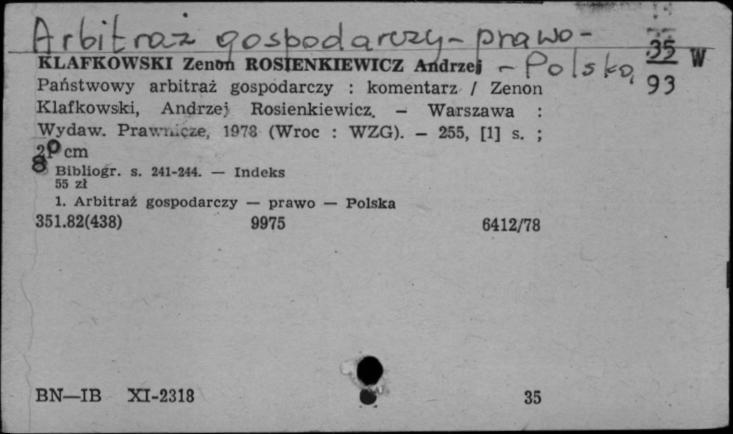 Arbitraż gospodarczy - prawo -
KLAFKOWSKI Zenon ROSIENKIEWICZ Andrzej - Polska 35 W
Państwowy arbitraż gospodarczy : komentarz / Zenon 93
Klafkowski, Andrzej Rosienkiewicz. — Warszawa :
Wydaw. Prawnicze, 1978 (Wroc : WZG). — 255, [1] s. ;
cm
8° Bibliogr. s. 241-244. — Indeks
55 zł
1. Arbitraż gospodarczy — prawo — Polska
351.82(438) 9975 6412/78
BN—IB XI-2318 35